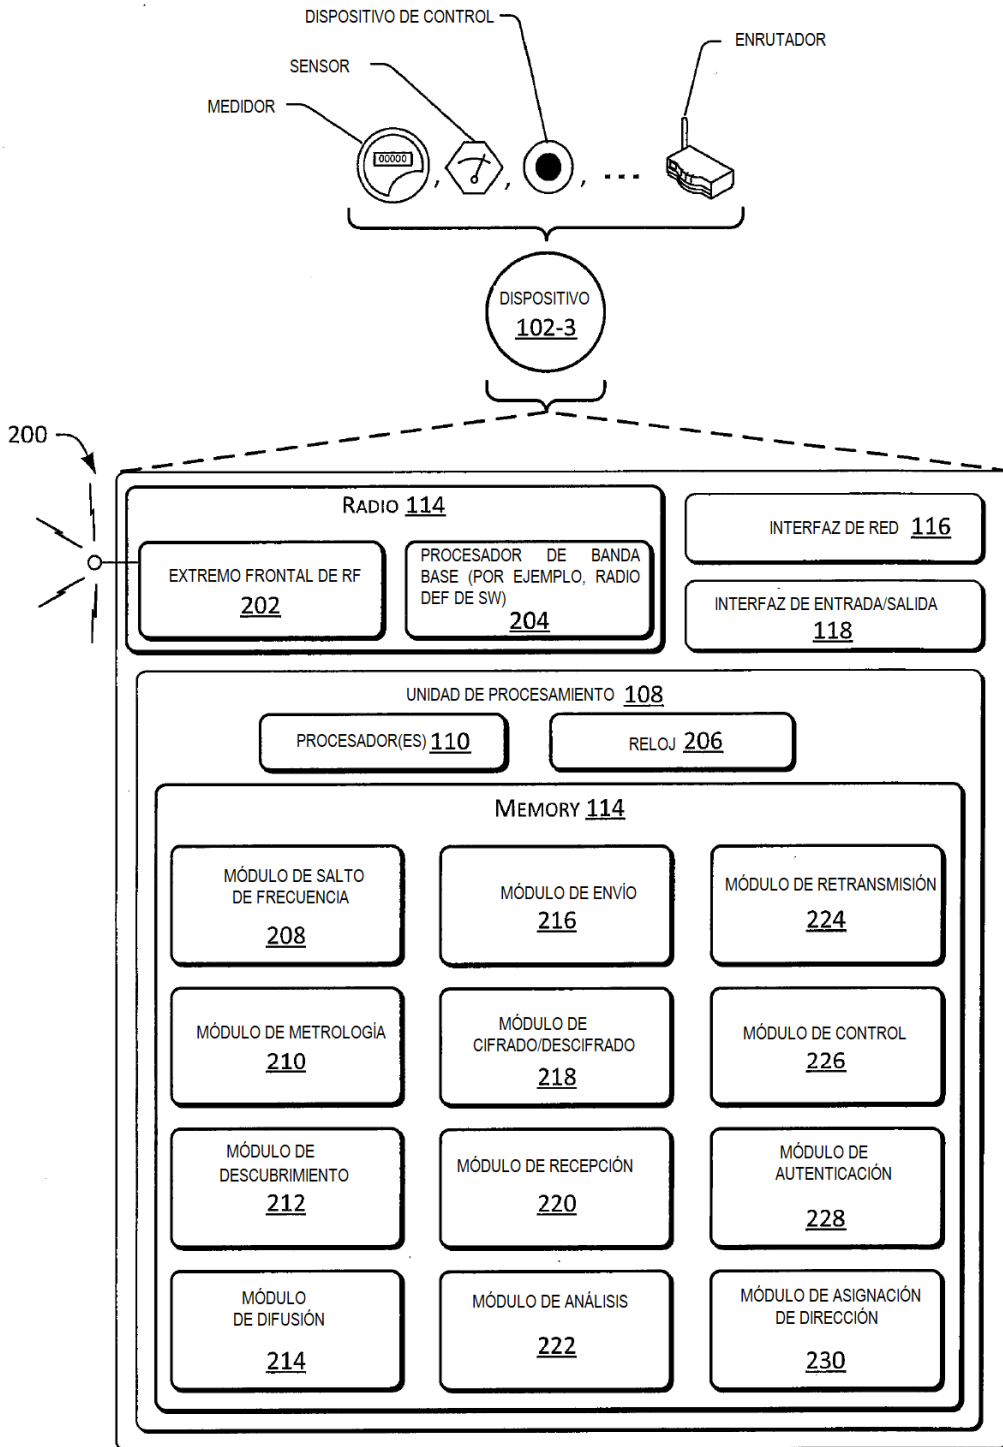 DISPOSITIVO DE CONTROL
ENRUTADOR
SENSOR
MEDIDOR
00000
, , , ...
DISPOSITIVO
102-3
200
RADIO 114
EXTREMO FRONTAL DE RF
202
PROCESADOR DE BANDA
BASE (POR EJEMPLO, RADIO
DEF DE SW)
204
INTERFAZ DE RED 116
INTERFAZ DE ENTRADA/SALIDA
118
UNIDAD DE PROCESAMIENTO 108
PROCESADOR(ES) 110
RELOJ 206
MEMORY 114
MÓDULO DE SALTO
DE FRECUENCIA
208
MÓDULO DE ENVÍO
216
MÓDULO DE RETRANSMISIÓN
224
MÓDULO DE METROLOGÍA
210
MÓDULO DE
CIFRADO/DESCIFRADO
218
MÓDULO DE CONTROL
226
MÓDULO DE
DESCUBRIMIENTO
212
MÓDULO DE RECEPCIÓN
220
MÓDULO DE
AUTENTICACIÓN
228
MÓDULO
DE DIFUSIÓN
214
MÓDULO DE ANÁLISIS
222
MÓDULO DE ASIGNACIÓN
DE DIRECCIÓN
230